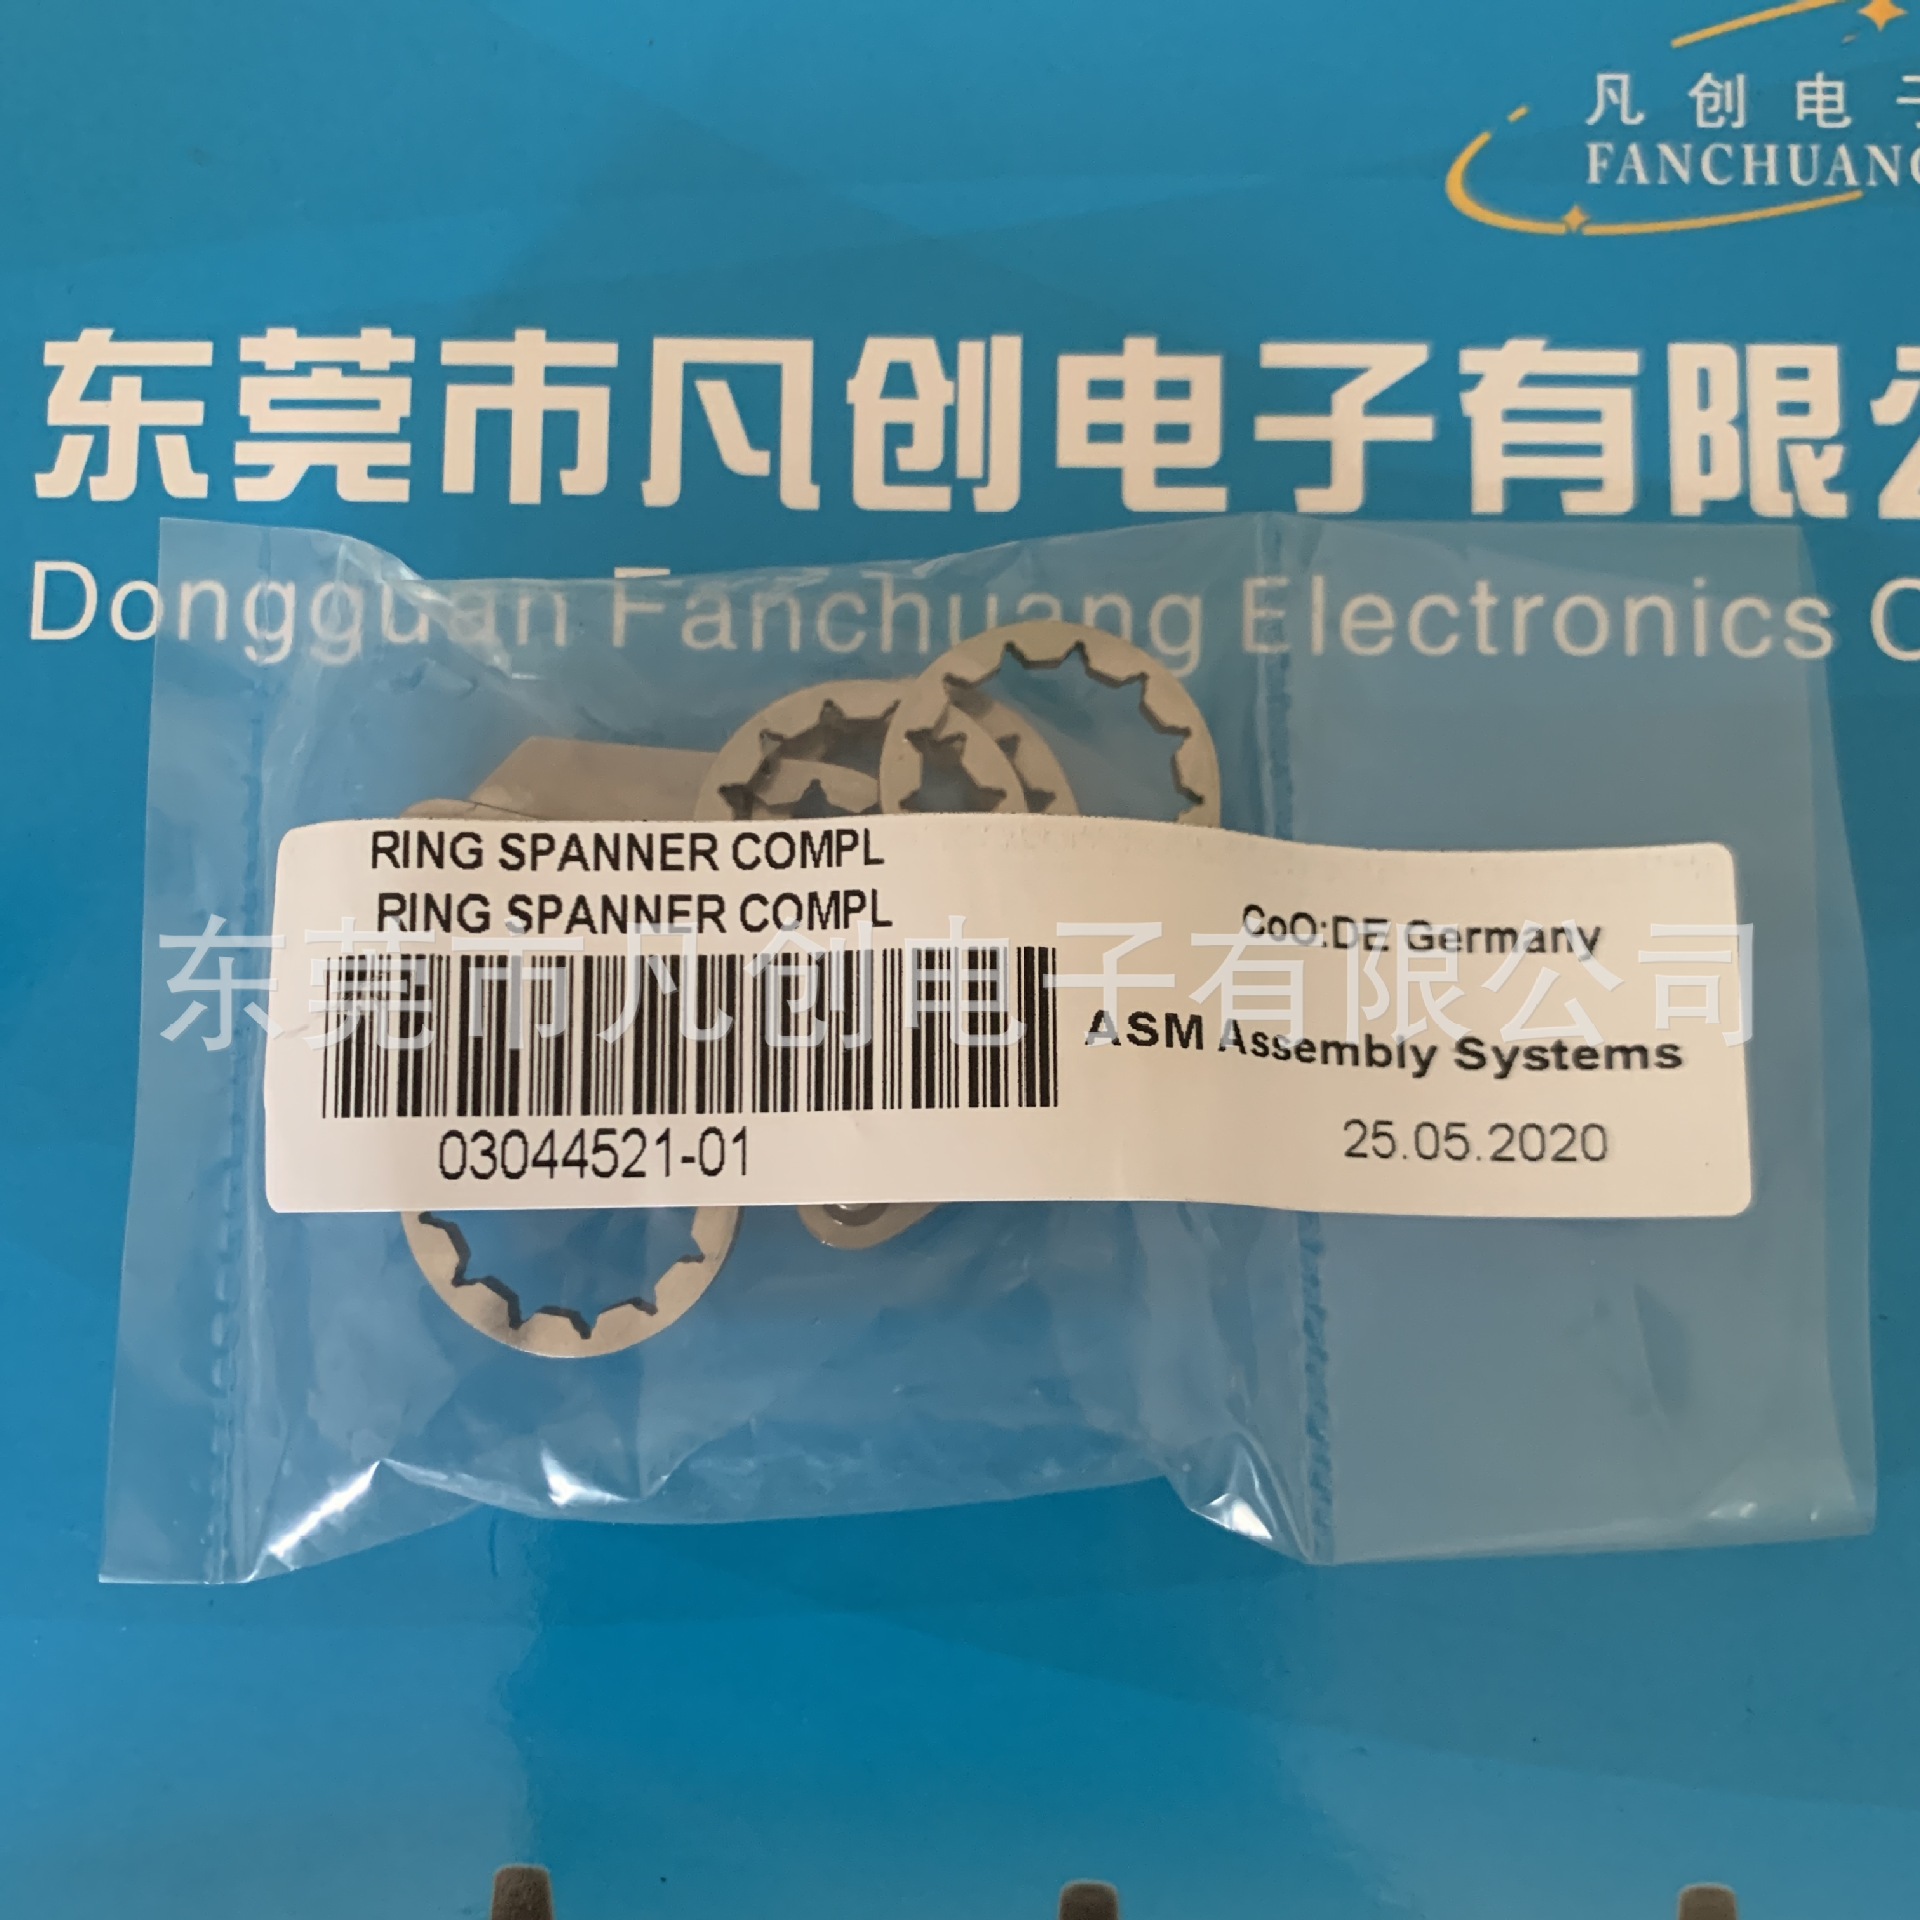 凡创电子
FANCHUANG
东莞市凡创电子有限公
Dongguan Fanchuang Electronics C
RING SPANNER COMPL
RING SPANNER COMPL
CoO:DE Germany
东莞市凡创电子有限公司
ASM Assembly Systems
03044521-01
25.05.2020